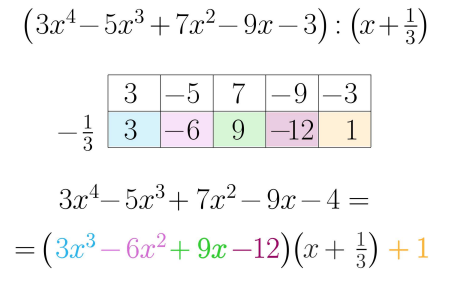 (3x⁴ − 5x³ + 7x² − 9x − 3) : (x + 1/3)
3 −5 7 −9 −3
−1/3 3 −6 9 −12 1
3x⁴ − 5x³ + 7x² − 9x − 4 =
= (3x³ − 6x² + 9x − 12)(x + 1/3) + 1